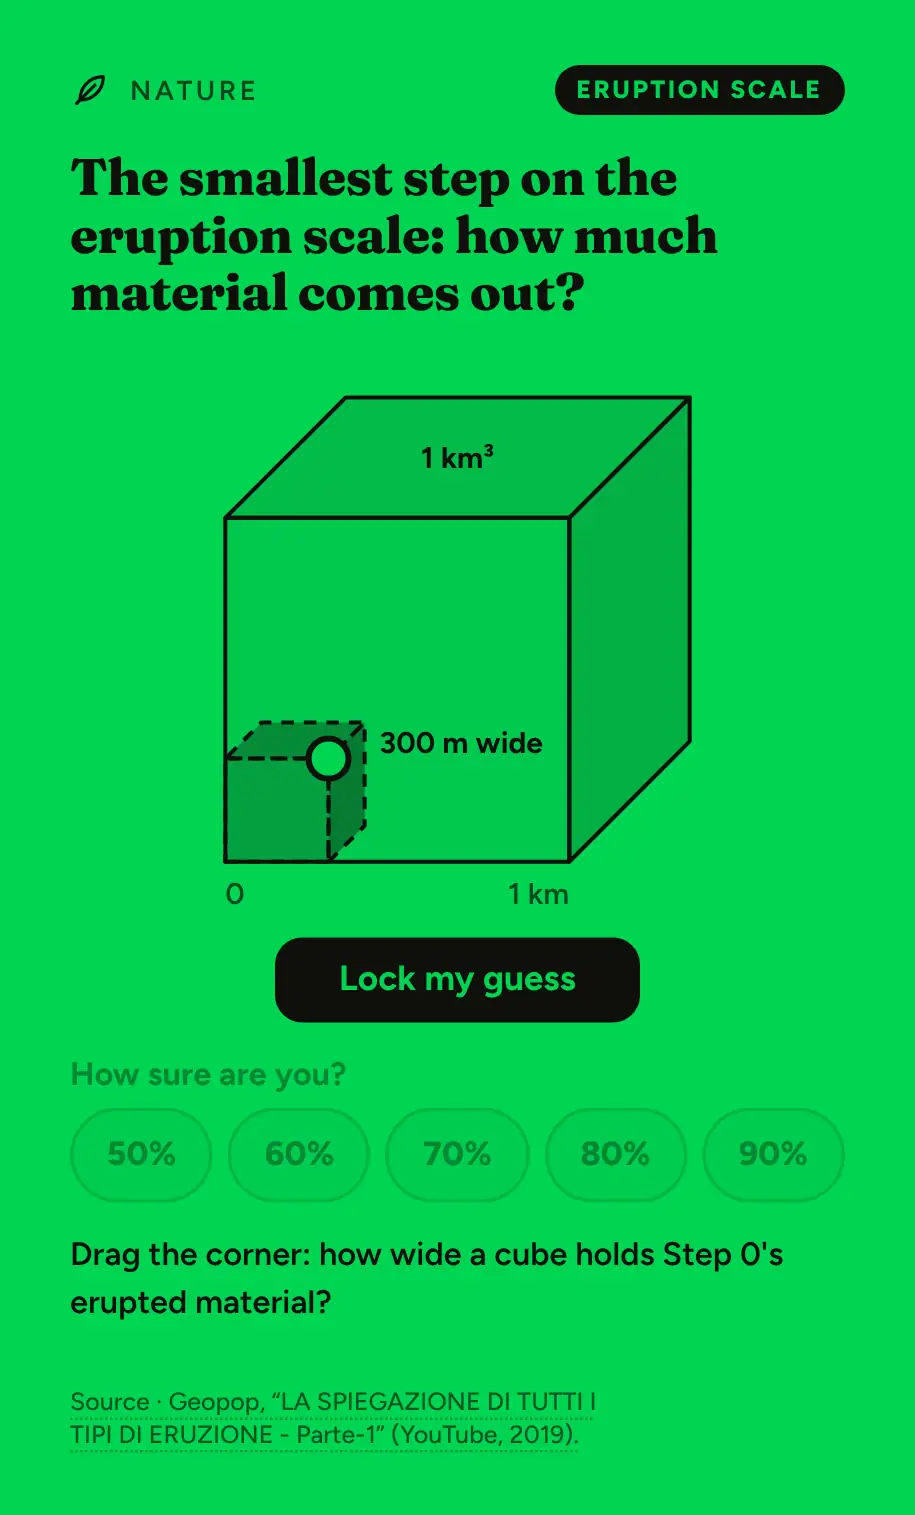 NATURE
ERUPTION SCALE
The smallest step on the
eruption scale: how much
material comes out?
1 km³
300 m wide
0
1 km
Lock my guess
How sure are you?
50%
60%
70%
80%
90%
Drag the corner: how wide a cube holds Step 0's
erupted material?
Source · Geopop, “LA SPIEGAZIONE DI TUTTI I
TIPI DI ERUZIONE - Parte-1” (YouTube, 2019).